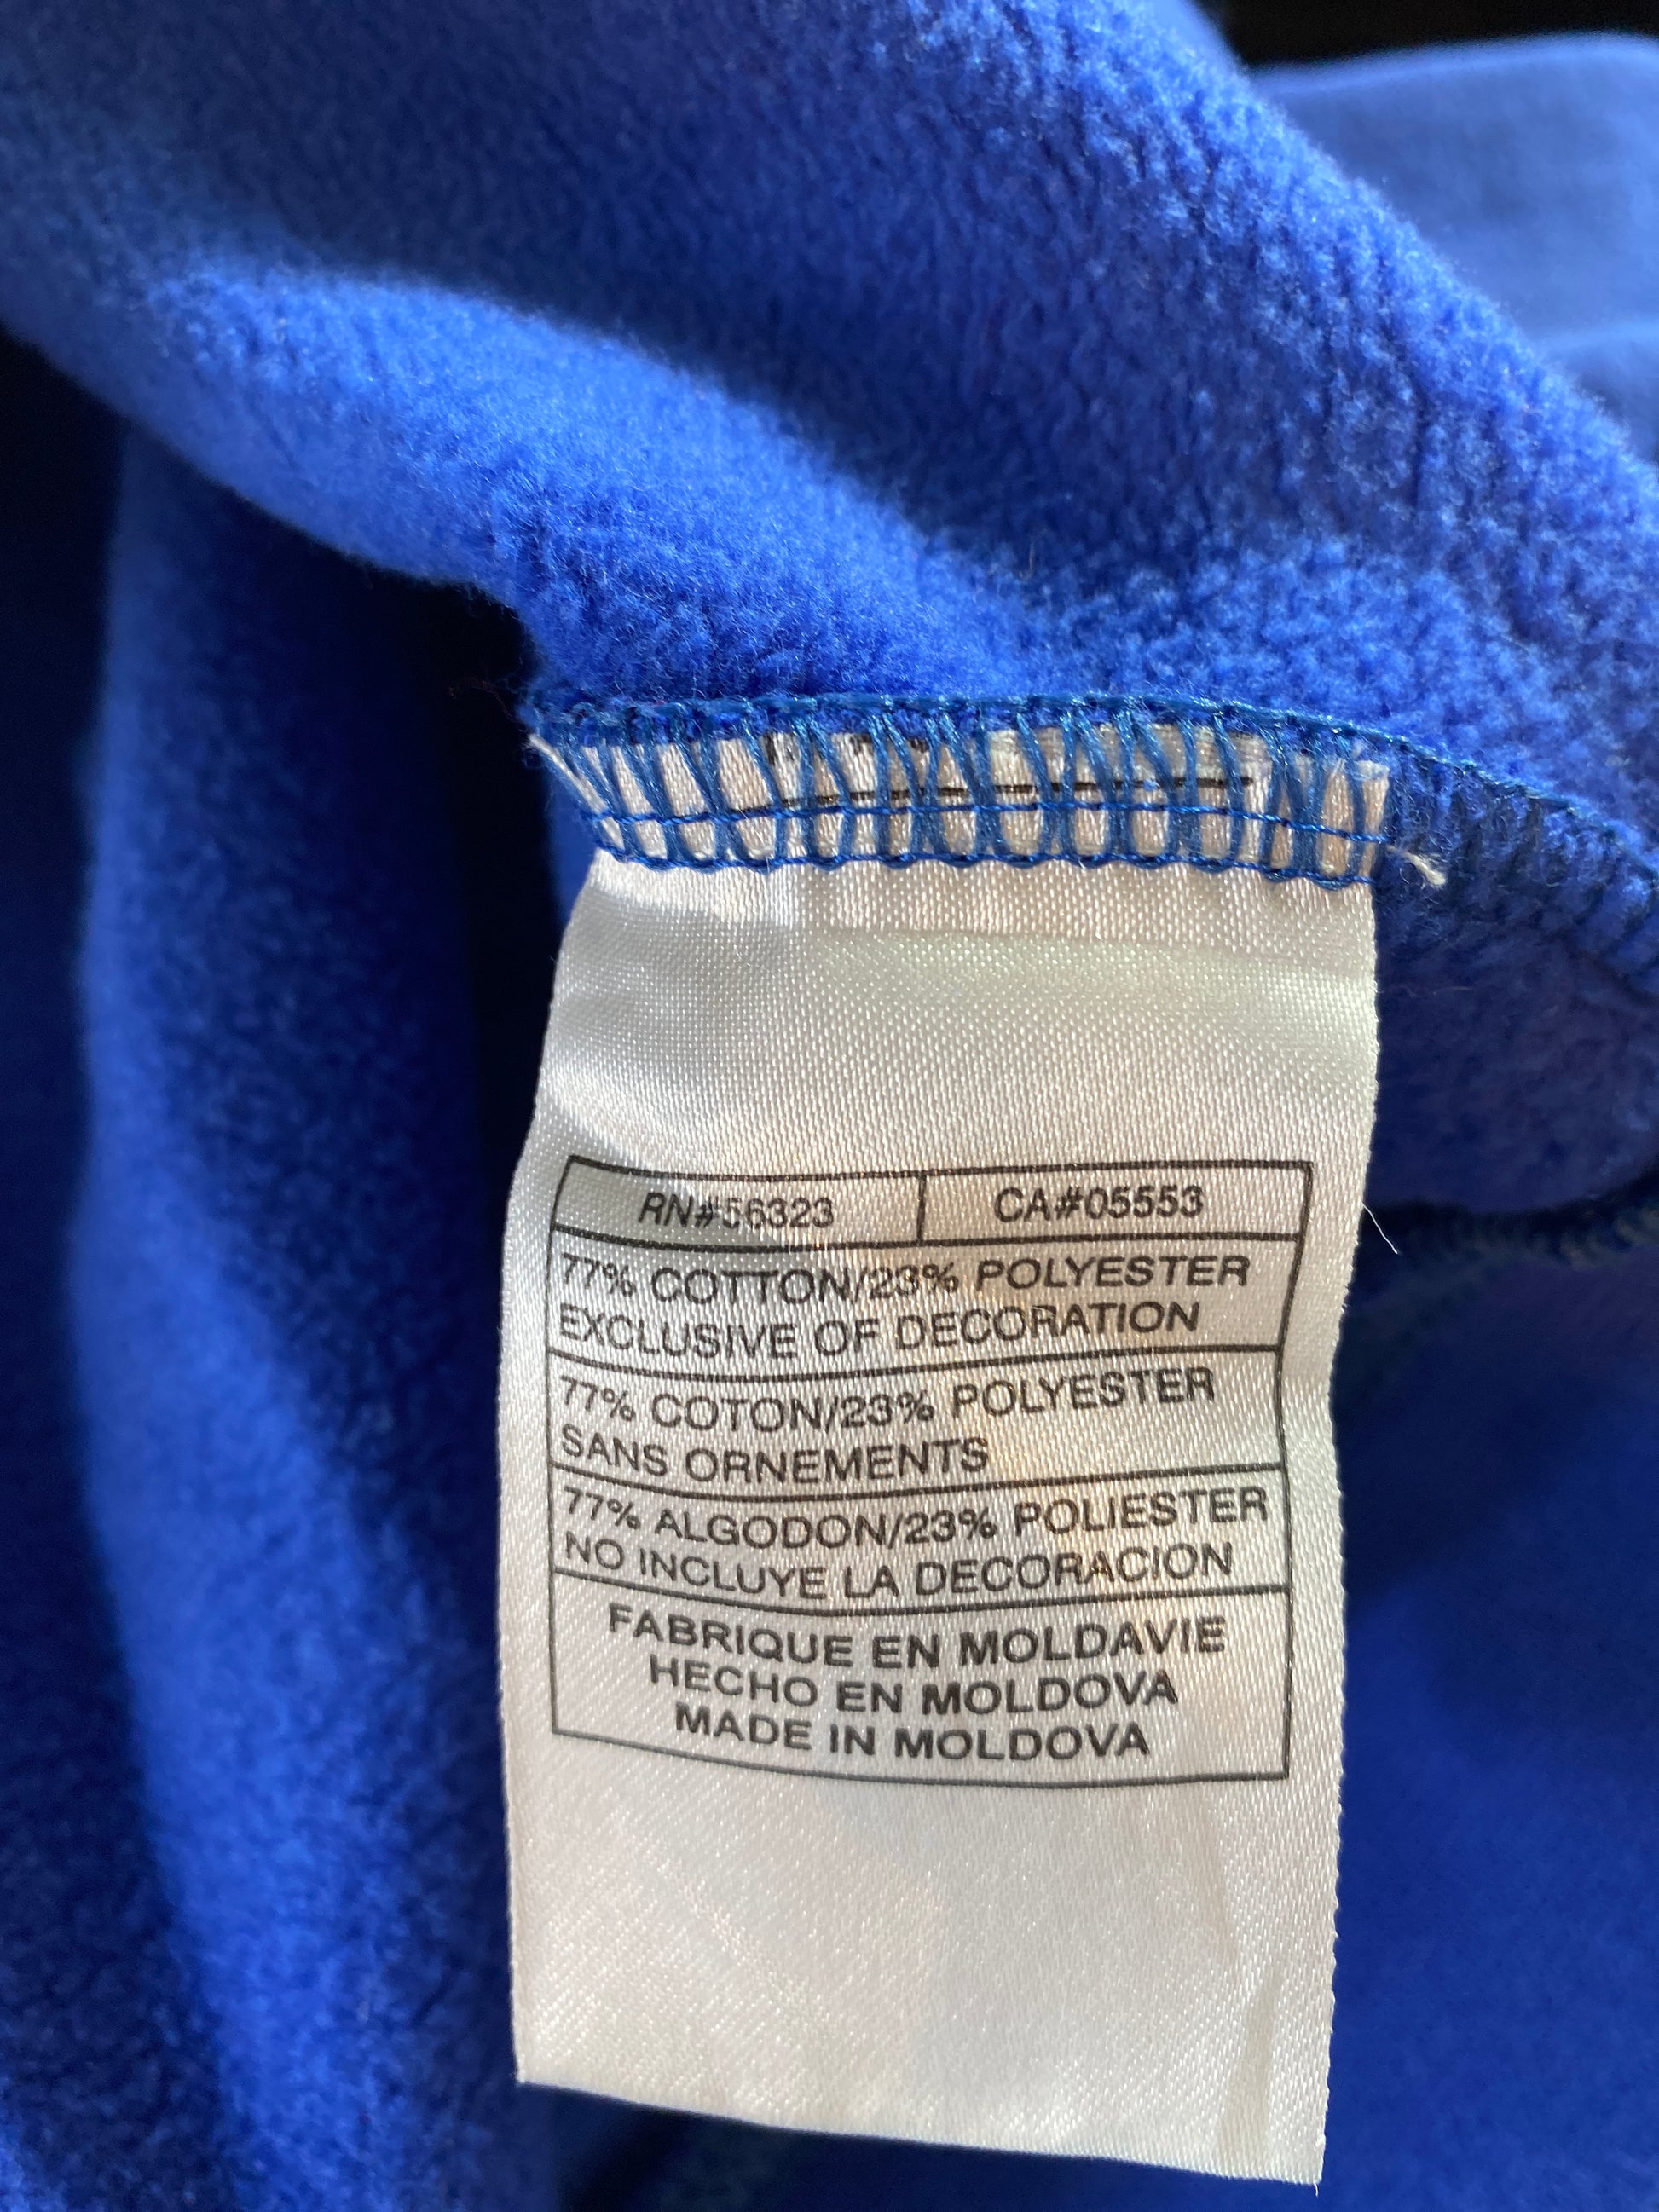 RN#56323 CA#05553
77% COTTON/23% POLYESTER
EXCLUSIVE OF DECORATION
77% COTON/23% POLYESTER
SANS ORNEMENTS
77% ALGODON/23% POLIESTER
NO INCLUYE LA DECORACION
FABRIQUE EN MOLDAVIE
HECHO EN MOLDOVA
MADE IN MOLDOVA